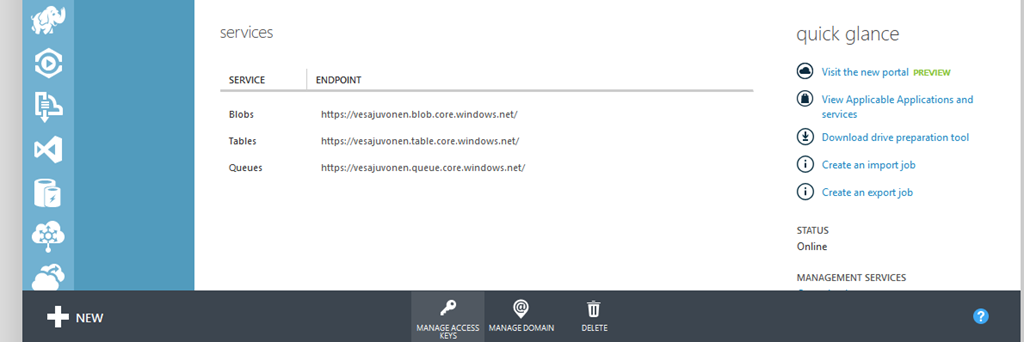 services
SERVICE ENDPOINT
Blobs https://vesajuvonen.blob.core.windows.net/
Tables https://vesajuvonen.table.core.windows.net/
Queues https://vesajuvonen.queue.core.windows.net/
quick glance
Visit the new portal PREVIEW
View Applicable Applications and
services
Download drive preparation tool
Create an import job
Create an export job
STATUS
Online
MANAGEMENT SERVICES
NEW
MANAGE ACCESS
KEYS
MANAGE DOMAIN
DELETE
?